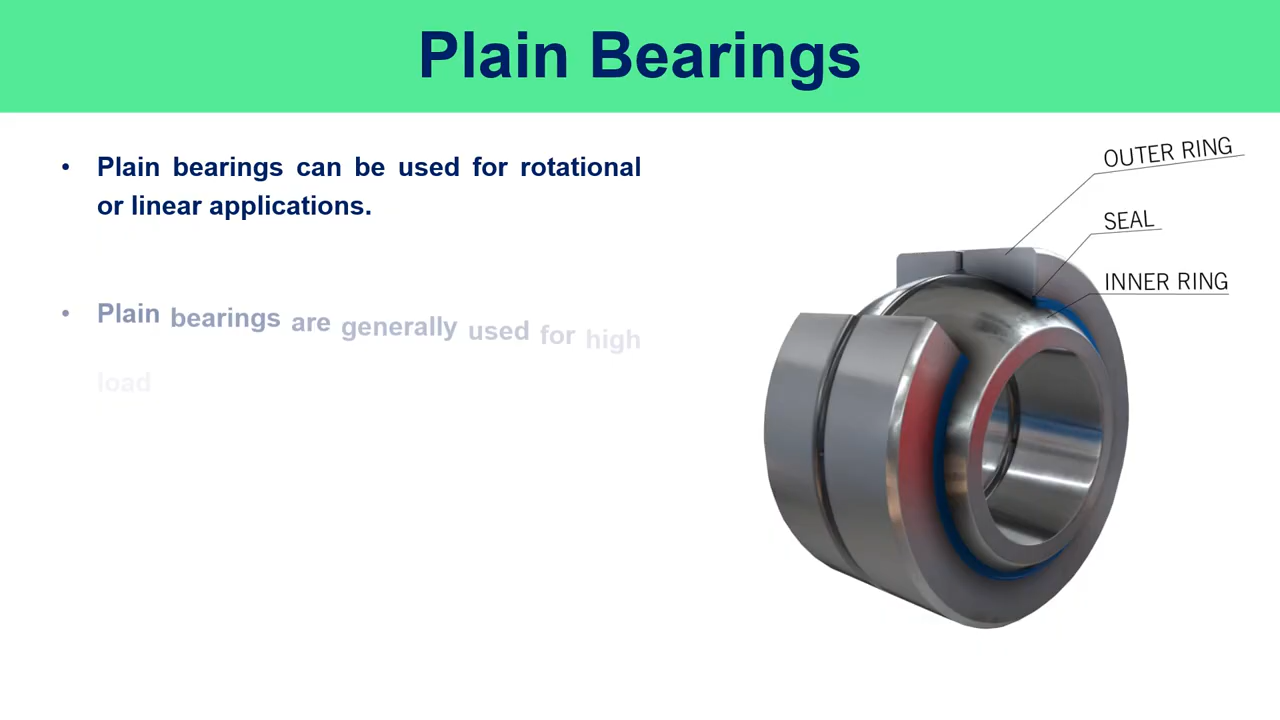 Plain Bearings
• Plain bearings can be used for rotational
or linear applications.
• Plain bearings are generally used for high
load
OUTER RING
SEAL
INNER RING